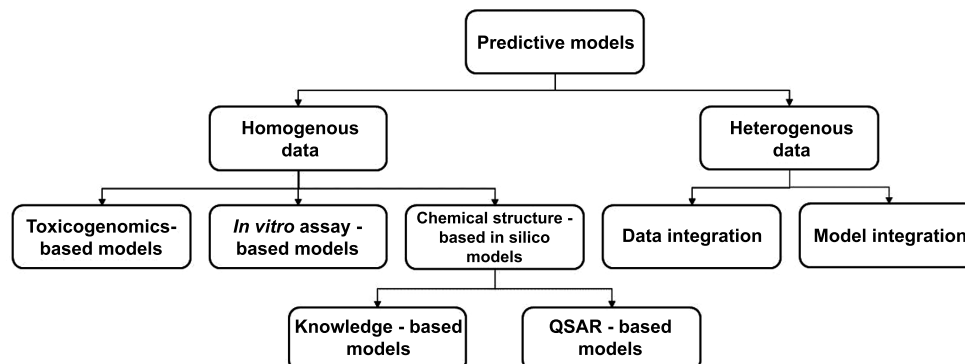 Predictive models
Homogenous
data
Heterogenous
data
Toxicogenomics-
based models
In vitro assay -
based models
Chemical structure -
based in silico
models
Data integration
Model integration
Knowledge - based
models
QSAR - based
models